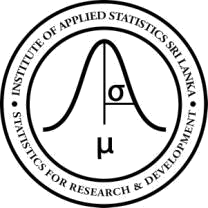 • INSTITUTE OF APPLIED STATISTICS SRI LANKA •
STATISTICS FOR RESEARCH & DEVELOPMENT
σ
μ